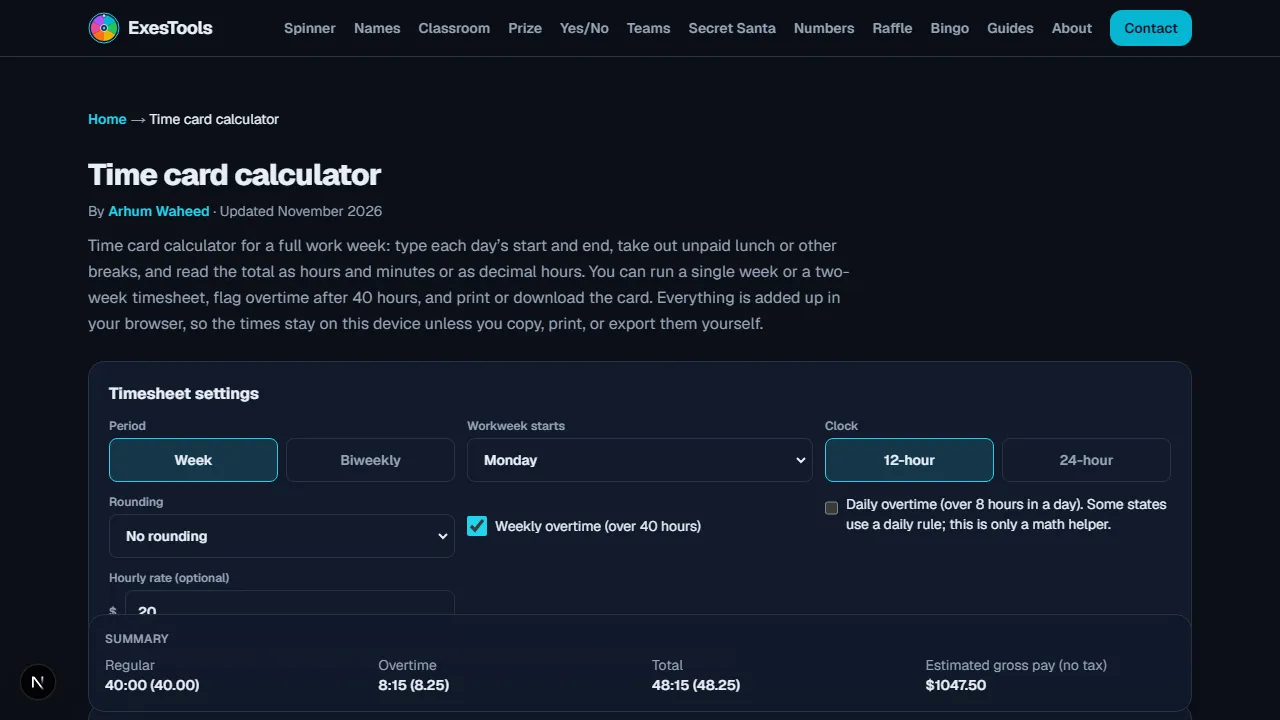 ExesTools
Spinner Names Classroom Prize Yes/No Teams Secret Santa Numbers Raffle Bingo Guides About Contact
Home → Time card calculator
Time card calculator
By Arhum Waheed · Updated November 2026
Time card calculator for a full work week: type each day's start and end, take out unpaid lunch or other
breaks, and read the total as hours and minutes or as decimal hours. You can run a single week or a two-
week timesheet, flag overtime after 40 hours, and print or download the card. Everything is added up in
your browser, so the times stay on this device unless you copy, print, or export them yourself.
Timesheet settings
Period Workweek starts Clock
Week Biweekly Monday 12-hour 24-hour
Rounding
No rounding
Weekly overtime (over 40 hours)
Daily overtime (over 8 hours in a day). Some states
use a daily rule; this is only a math helper.
Hourly rate (optional)
$ 20
SUMMARY
Regular Overtime Total Estimated gross pay (no tax)
40:00 (40.00) 8:15 (8.25) 48:15 (48.25) $1047.50
N